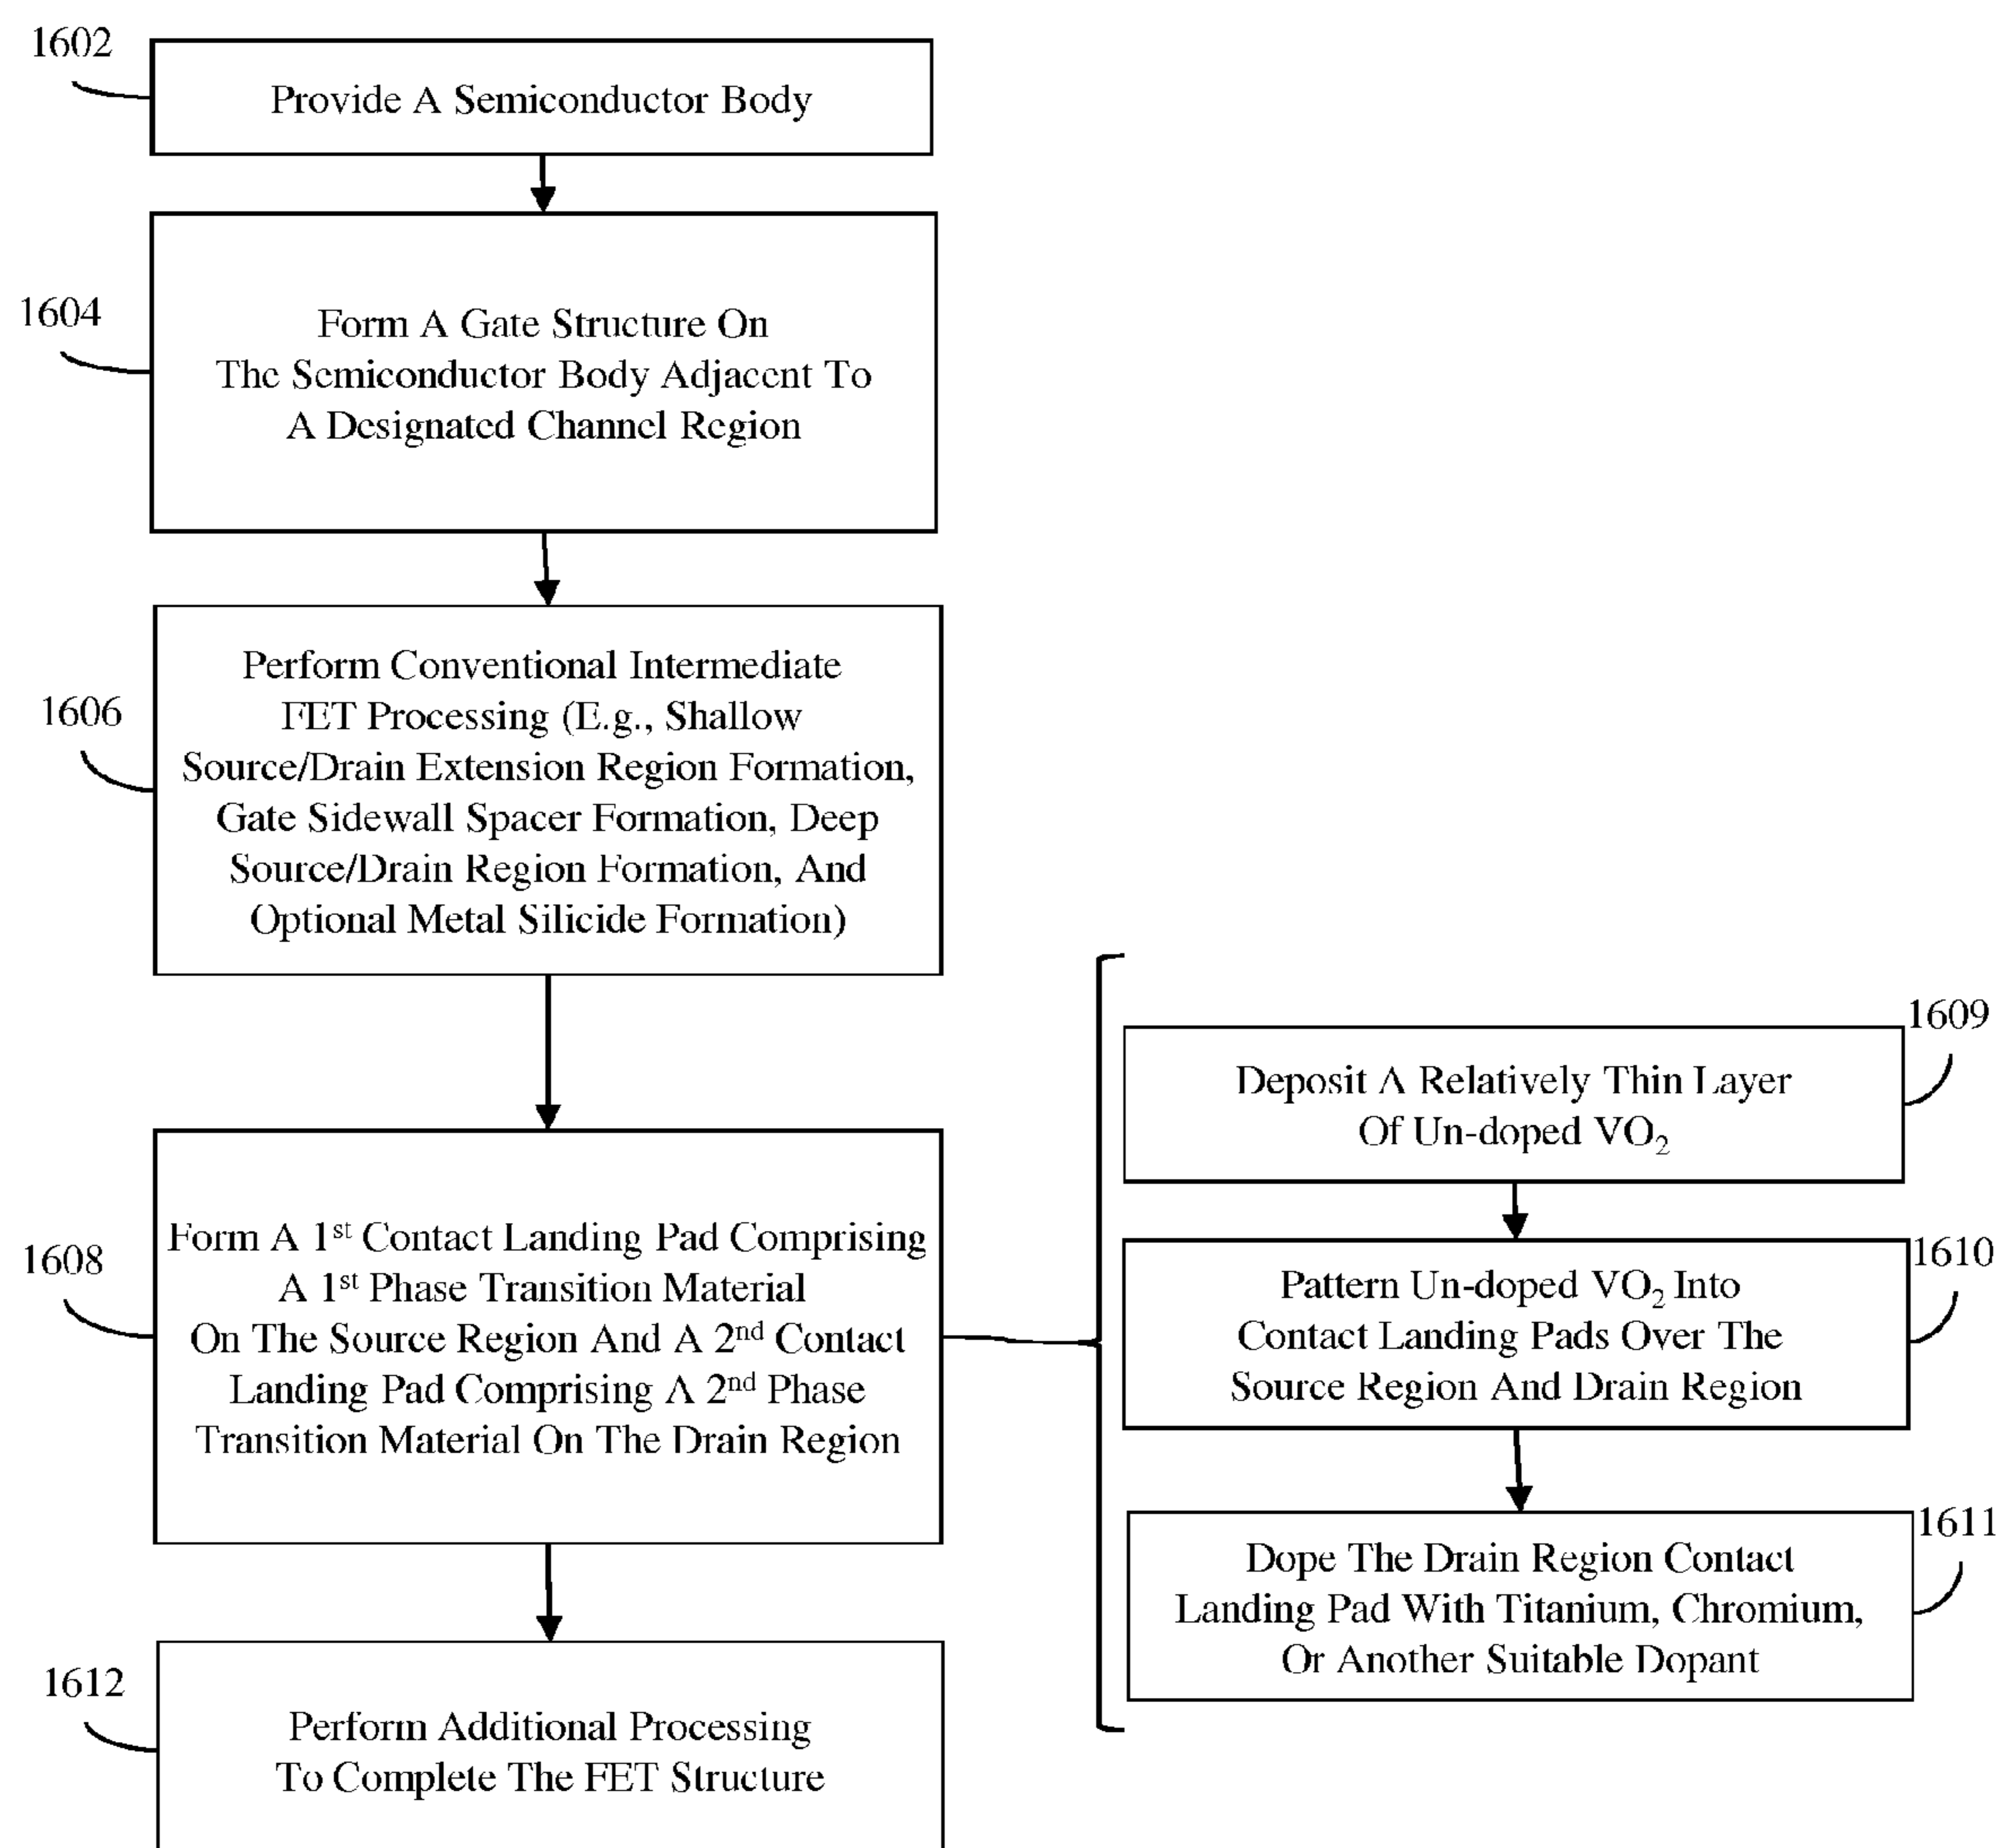 1602
Provide A Semiconductor Body
1604
Form A Gate Structure On
The Semiconductor Body Adjacent To
A Designated Channel Region
1606
Perform Conventional Intermediate
FET Processing (E.g., Shallow
Source/Drain Extension Region Formation,
Gate Sidewall Spacer Formation, Deep
Source/Drain Region Formation, And
Optional Metal Silicide Formation)
1608
Form A 1st Contact Landing Pad Comprising
A 1st Phase Transition Material
On The Source Region And A 2nd Contact
Landing Pad Comprising A 2nd Phase
Transition Material On The Drain Region
1609
Deposit A Relatively Thin Layer
Of Un-doped VO₂
1610
Pattern Un-doped VO₂ Into
Contact Landing Pads Over The
Source Region And Drain Region
1611
Dope The Drain Region Contact
Landing Pad With Titanium, Chromium,
Or Another Suitable Dopant
1612
Perform Additional Processing
To Complete The FET Structure